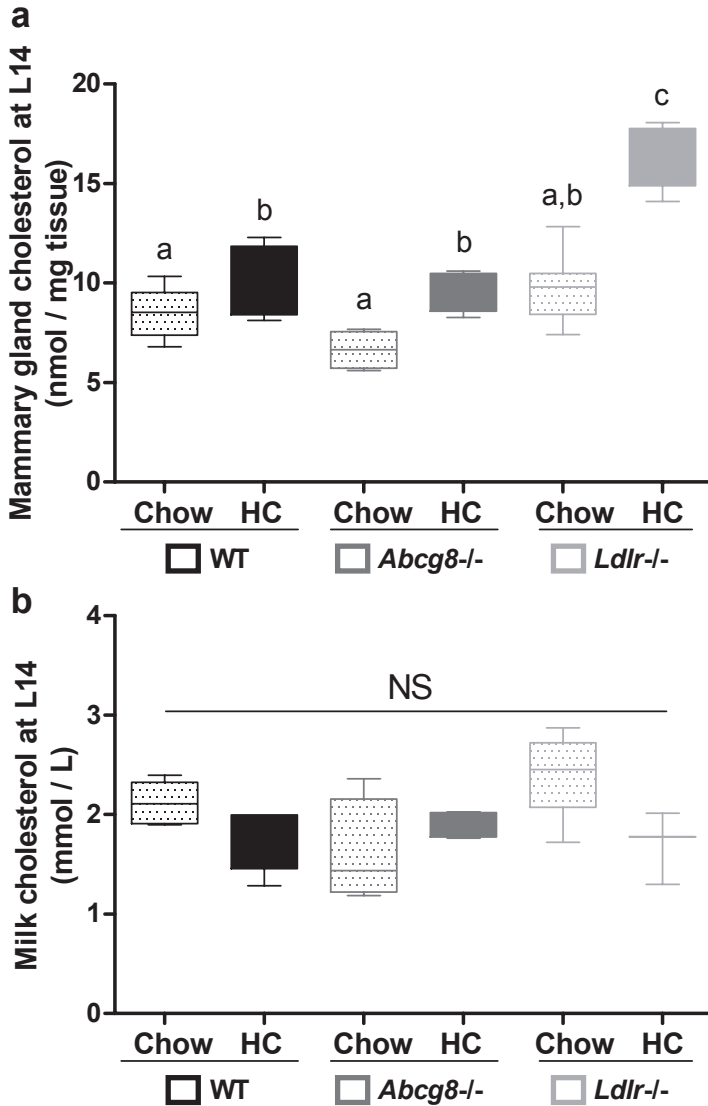 a
Mammary gland cholesterol at L14
(nmol / mg tissue)
20
15
10
5
0
a
b
a
b
a,b
c
Chow HC Chow HC Chow HC
WT Abcg8-/- Ldlr-/-
b
Milk cholesterol at L14
(mmol / L)
4
3
2
1
0
NS
Chow HC Chow HC Chow HC
WT Abcg8-/- Ldlr-/-